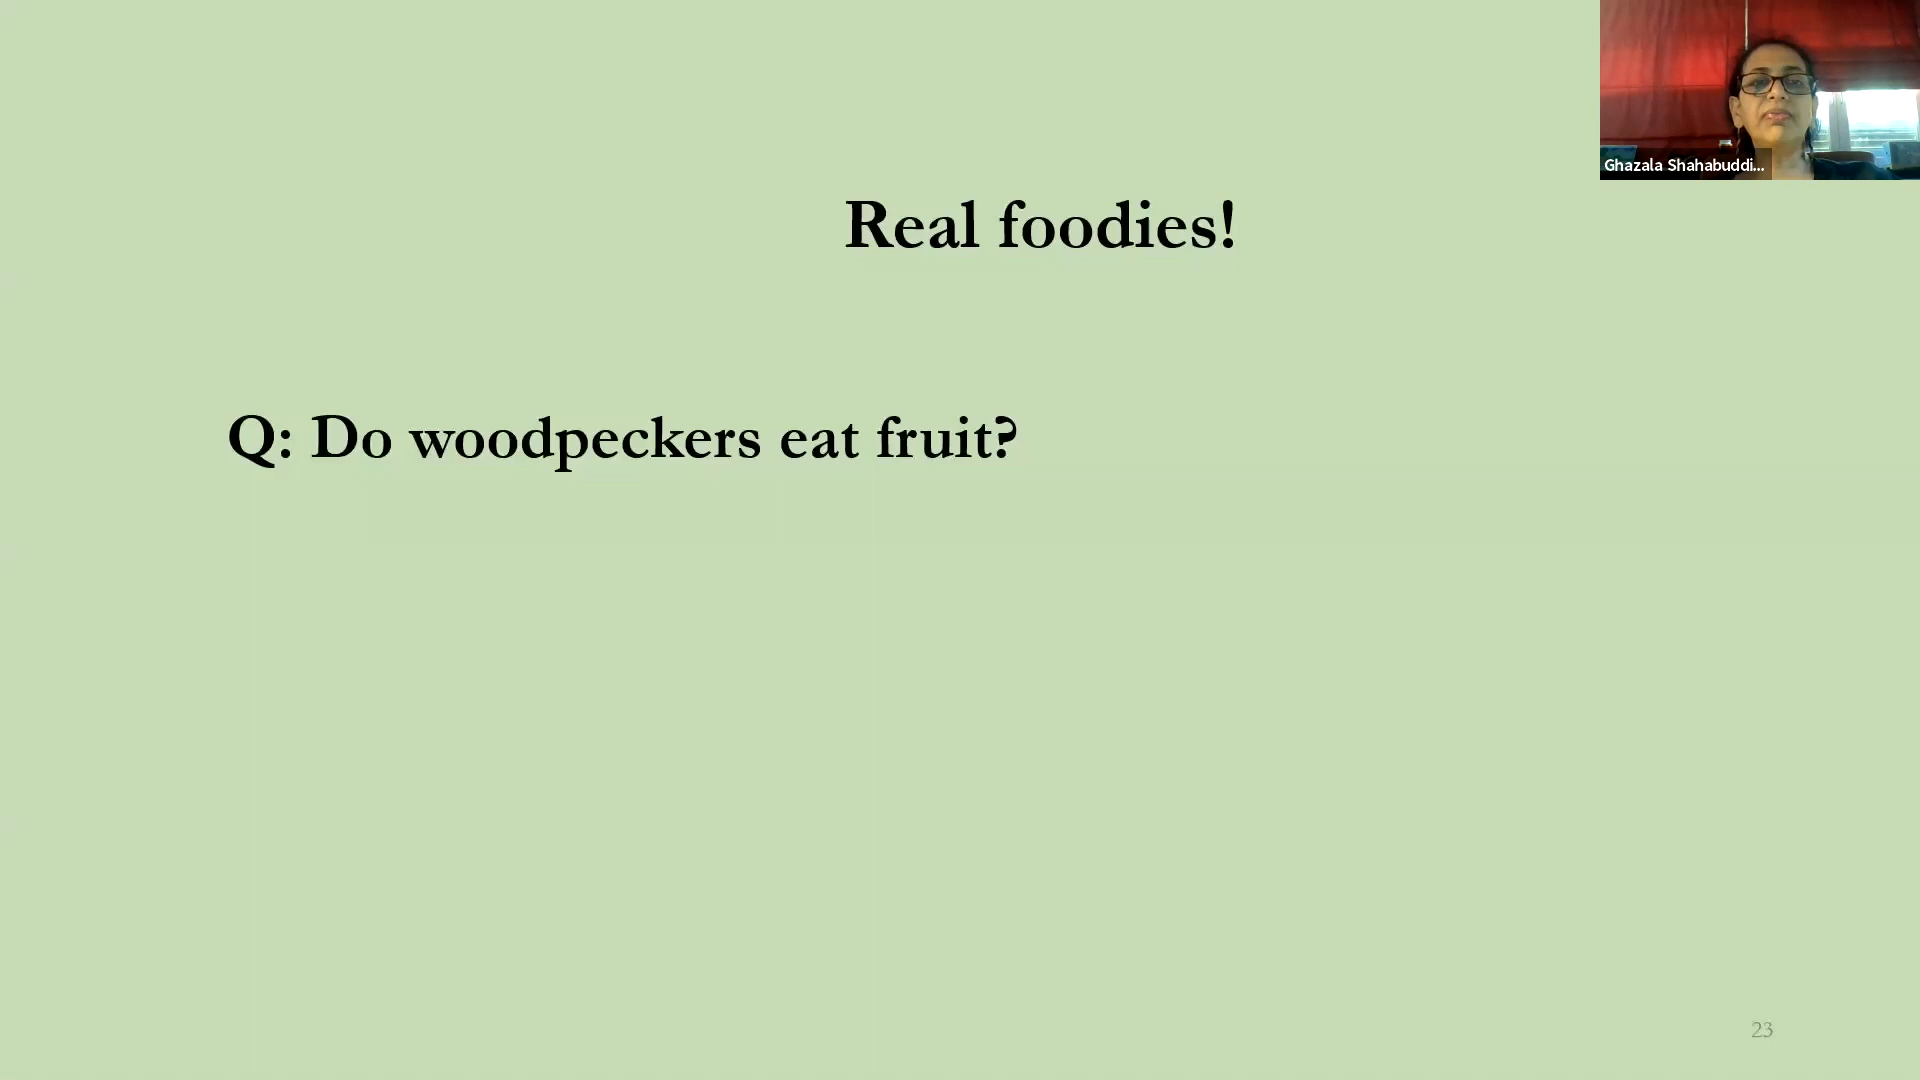 Ghazala Shahabuddi...
Real foodies!
Q: Do woodpeckers eat fruit?
23